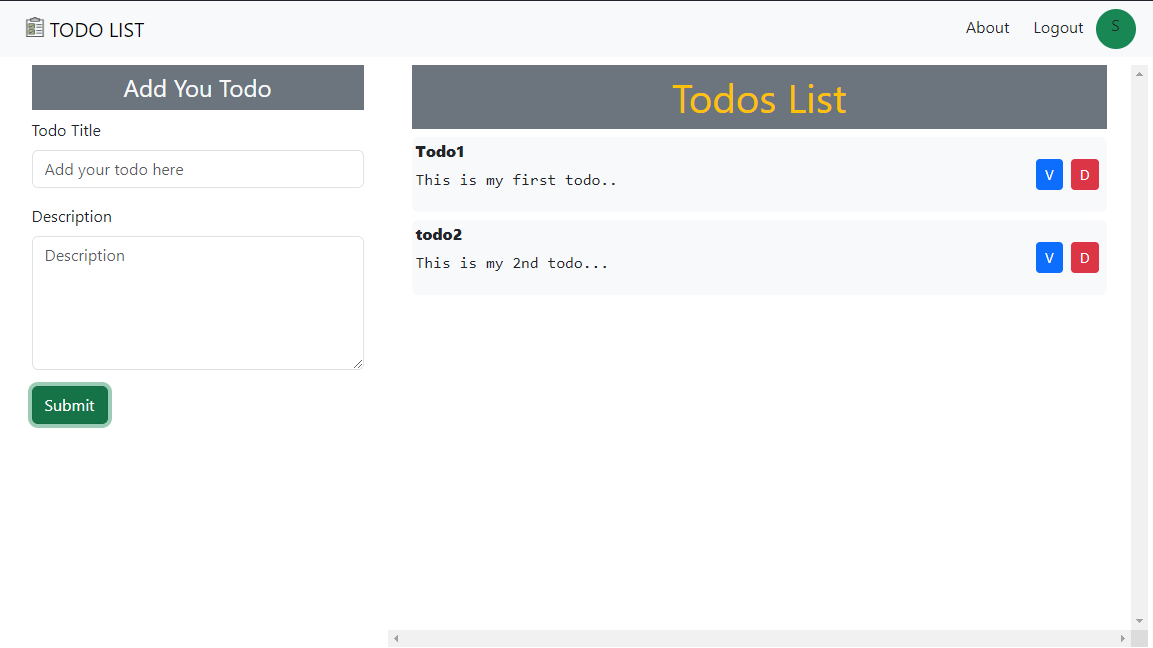 TODO LIST
About
Logout
S
Add You Todo
Todo Title
Add your todo here
Description
Description
Submit
Todos List
Todo1
This is my first todo..
V
D
todo2
This is my 2nd todo...
V
D